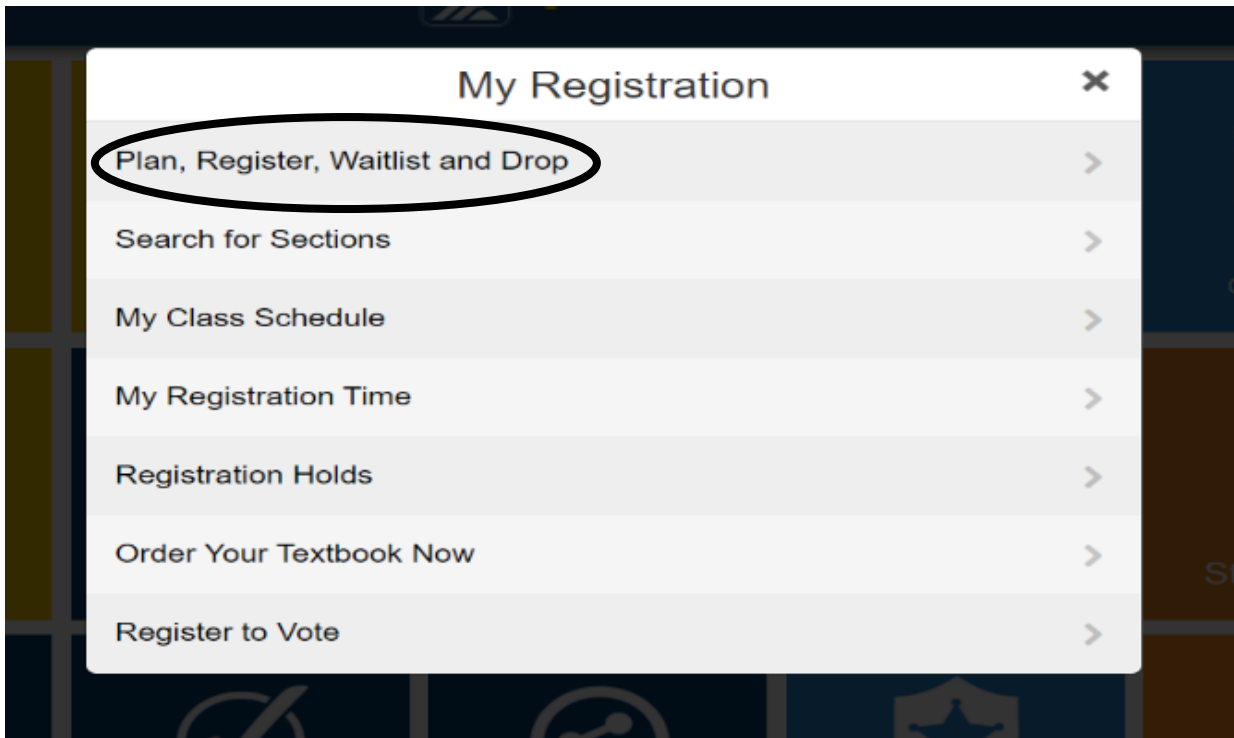 My Registration
Plan, Register, Waitlist and Drop
Search for Sections
My Class Schedule
My Registration Time
Registration Holds
Order Your Textbook Now
Register to Vote